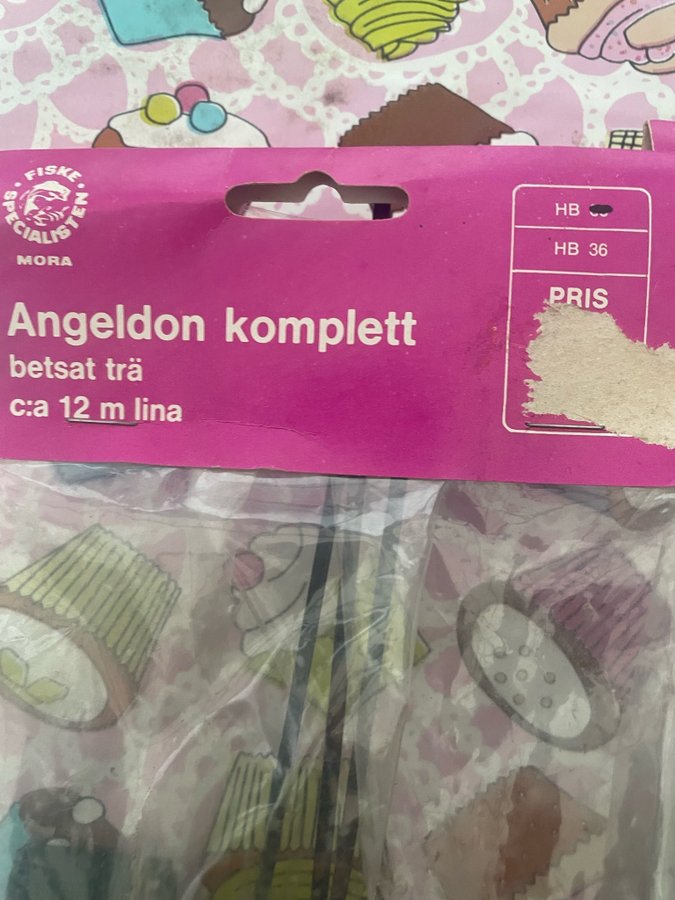 FISKE
SPECIALISTEN
MORA
HB
HB 36
PRIS
Angeldon komplett
betsat trä
c:a 12 m lina